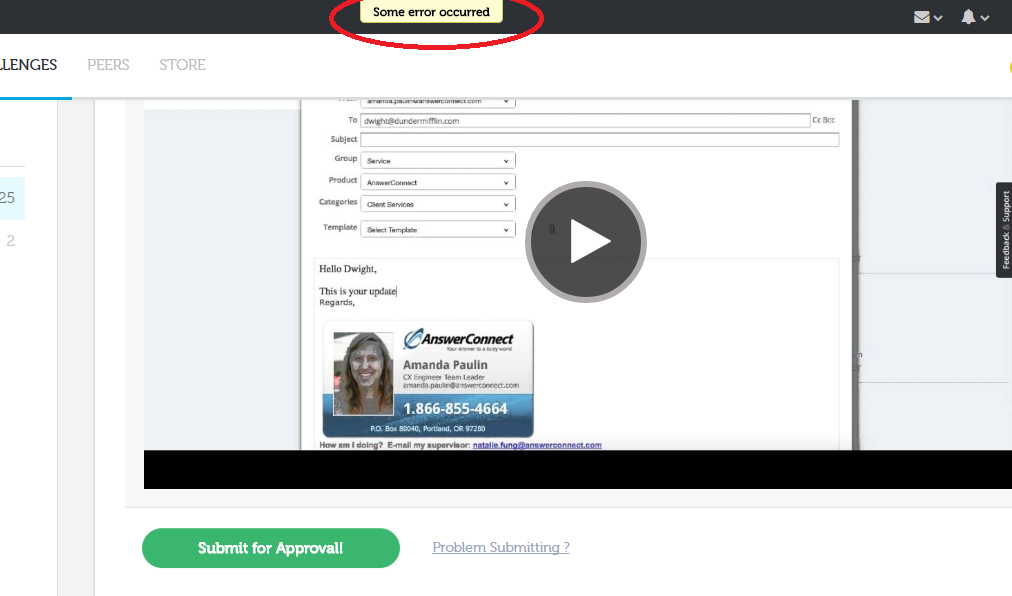 Some error occurred
LLENGES PEERS STORE
amanda.paulin@answerconnect.com
To dwight@dundermifflin.com Cc Bcc
Subject
Group Service
Product AnswerConnect
Categories Client Services
Template Select Template
25
2
Feedback & Support
Hello Dwight,
This is your update
Regards,
AnswerConnect
Your answer to a busy world
Amanda Paulin
CX Engineer Team Leader
amanda.paulin@answerconnect.com
1.866-855-4664
P.O. Box 80040, Portland, OR 97280
How am I doing? E-mail my supervisor: natalie.fung@answerconnect.com
Submit for Approval! Problem Submitting ?